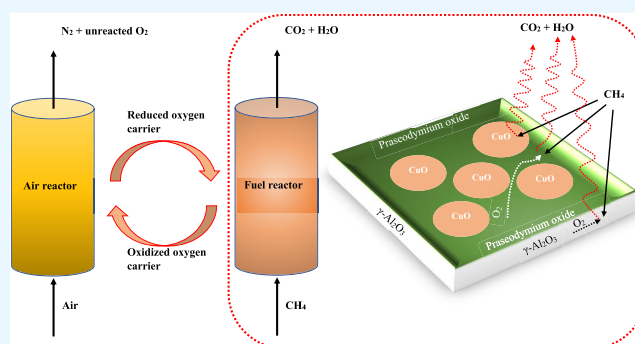 N2 + unreacted O2
CO2 + H2O
CO2 + H2O
CH4
Reduced oxygen
carrier
Praseodymium oxide
CuO
Air reactor
Fuel reactor
CuO
CuO
CuO
CuO
O2
Praseodymium oxide
O2
γ-Al2O3
γ-Al2O3
Oxidized oxygen
carrier
Air
CH4